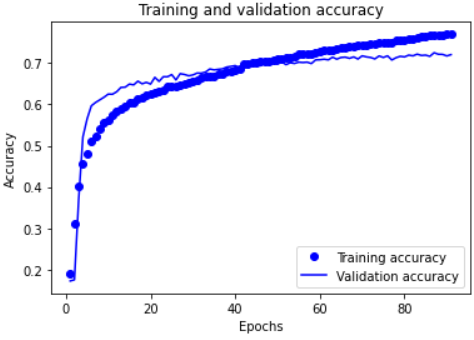 Training and validation accuracy
Accuracy
0.7
0.6
0.5
0.4
0.3
0.2
0 20 40 60 80
Epochs
Training accuracy
Validation accuracy